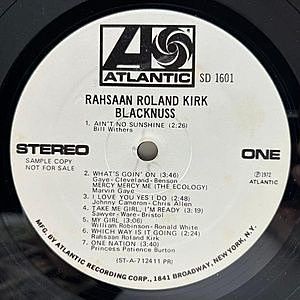 ATLANTIC
SD 1601
RAHSAAN ROLAND KIRK
BLACKNUSS
1. AIN'T NO SUNSHINE (2:26)
Bill Withers
STEREO
ONE
SAMPLE COPY
NOT FOR SALE
℗ 1972
ATLANTIC
2. WHAT'S GOIN' ON (3:46)
Gaye-Cleveland-Benson
MERCY MERCY ME (THE ECOLOGY)
Marvin Gaye
3. I LOVE YOU YES I DO (2:48)
Johnny Cameron-Chris Allen
4. TAKE ME GIRL, I'M READY (3:19)
Sawyer-Ware-Bristol
5. MY GIRL (3:06)
William Robinson-Ronald White
6. WHICH WAY IS IT GOING (2:24)
Rahsaan Roland Kirk
7. ONE NATION (3:40)
Princess Patience Burton
(ST-A-712411 PR)
MFG. BY ATLANTIC RECORDING CORP., 1841 BROADWAY, NEW YORK, N.Y.